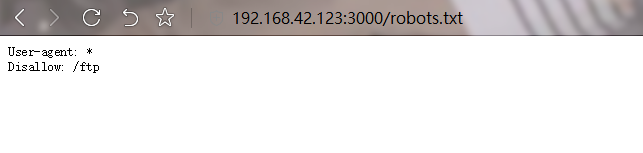 192.168.42.123:3000/robots.txt
User-agent: *
Disallow: /ftp